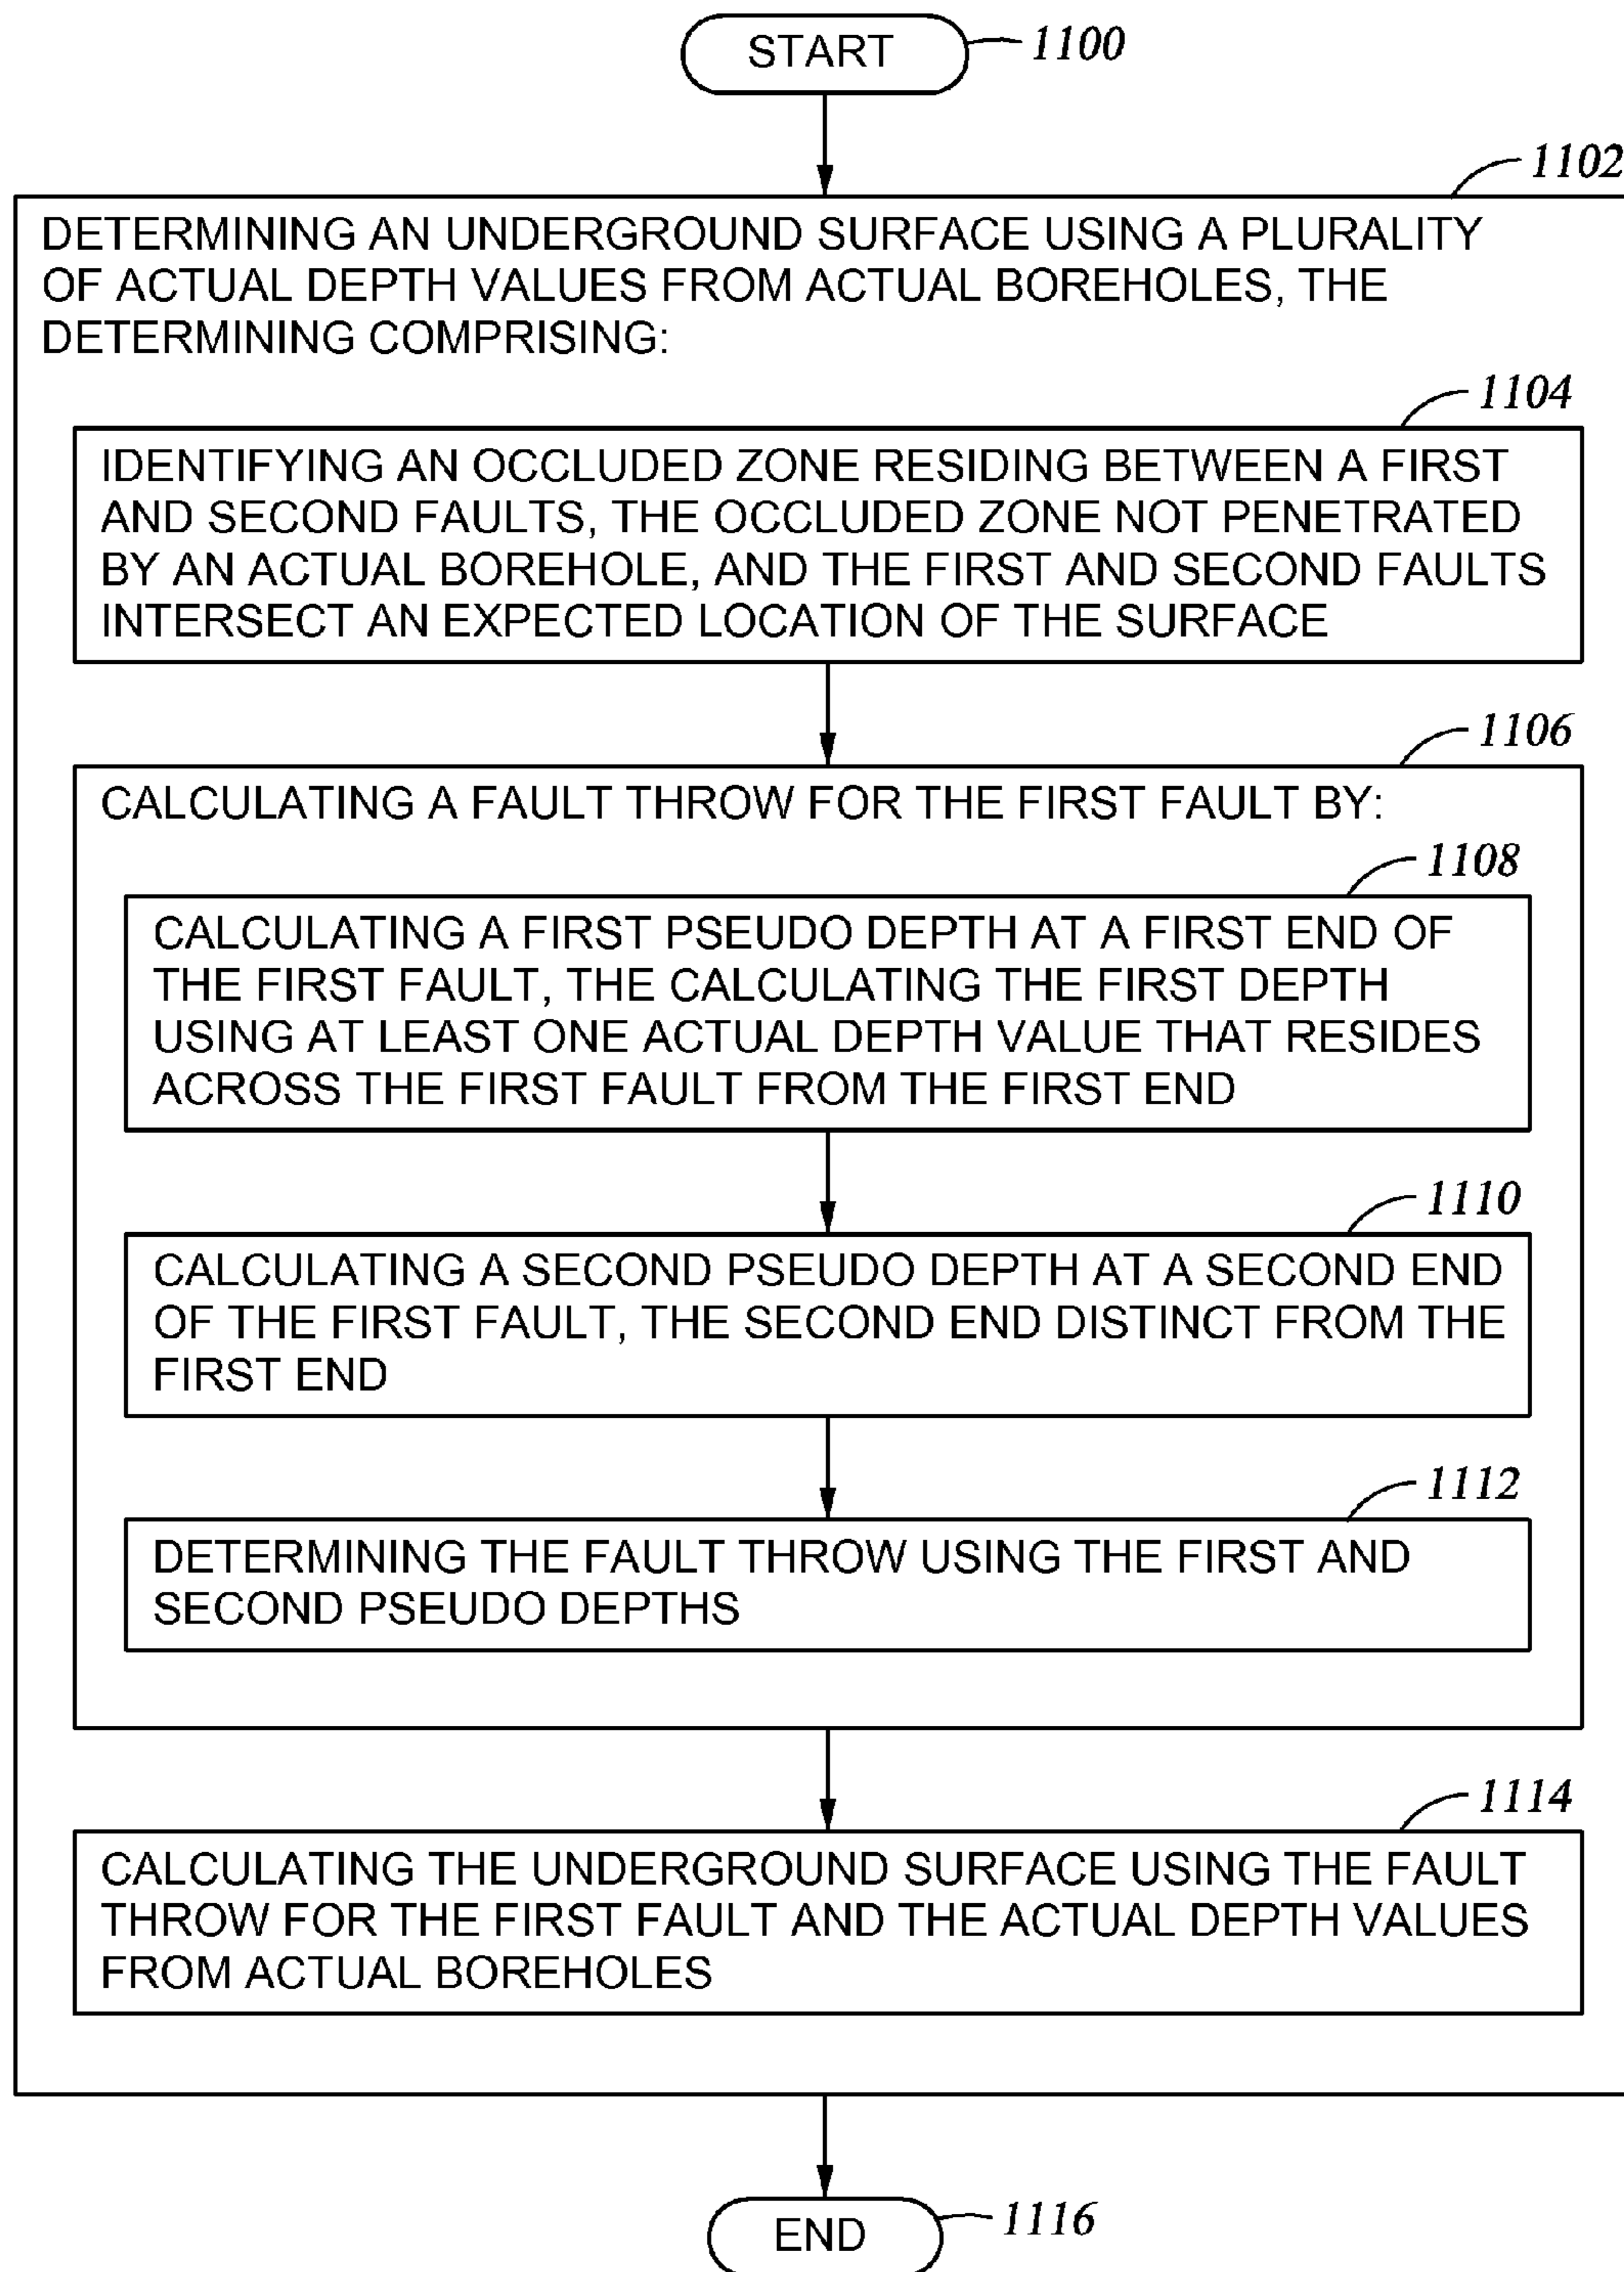 START
1100
1102
DETERMINING AN UNDERGROUND SURFACE USING A PLURALITY
OF ACTUAL DEPTH VALUES FROM ACTUAL BOREHOLES, THE
DETERMINING COMPRISING:
1104
IDENTIFYING AN OCCLUDED ZONE RESIDING BETWEEN A FIRST
AND SECOND FAULTS, THE OCCLUDED ZONE NOT PENETRATED
BY AN ACTUAL BOREHOLE, AND THE FIRST AND SECOND FAULTS
INTERSECT AN EXPECTED LOCATION OF THE SURFACE
1106
CALCULATING A FAULT THROW FOR THE FIRST FAULT BY:
1108
CALCULATING A FIRST PSEUDO DEPTH AT A FIRST END OF
THE FIRST FAULT, THE CALCULATING THE FIRST DEPTH
USING AT LEAST ONE ACTUAL DEPTH VALUE THAT RESIDES
ACROSS THE FIRST FAULT FROM THE FIRST END
1110
CALCULATING A SECOND PSEUDO DEPTH AT A SECOND END
OF THE FIRST FAULT, THE SECOND END DISTINCT FROM THE
FIRST END
1112
DETERMINING THE FAULT THROW USING THE FIRST AND
SECOND PSEUDO DEPTHS
1114
CALCULATING THE UNDERGROUND SURFACE USING THE FAULT
THROW FOR THE FIRST FAULT AND THE ACTUAL DEPTH VALUES
FROM ACTUAL BOREHOLES
END
1116